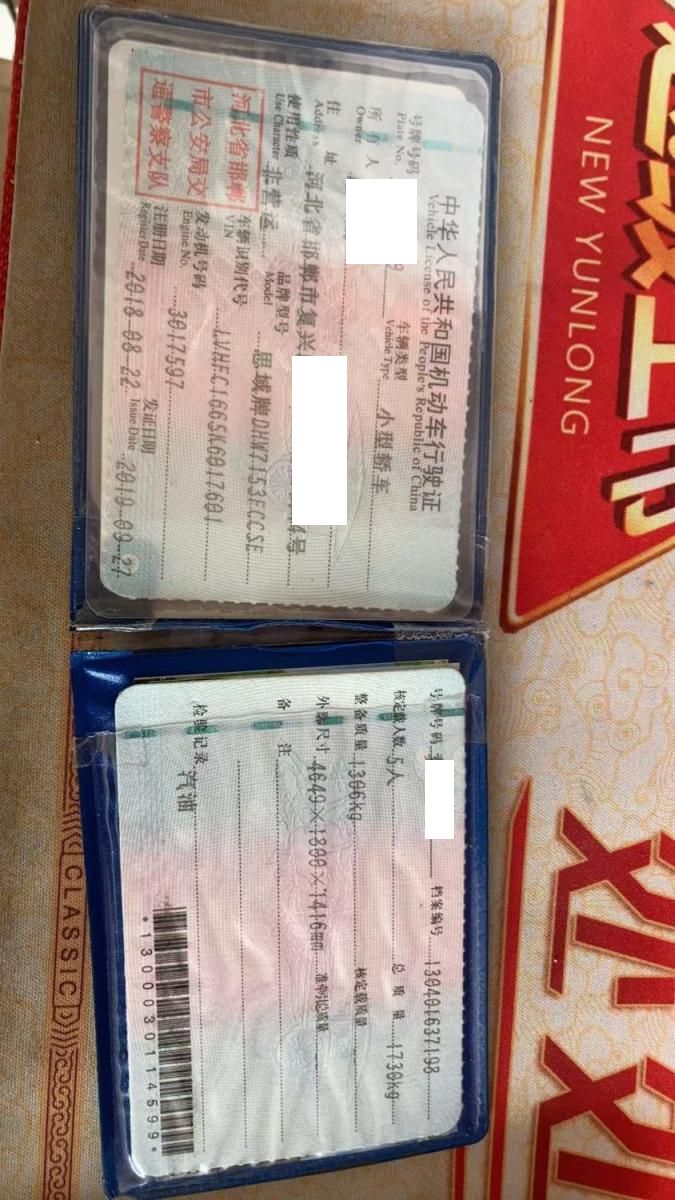 中华人民共和国机动车行驶证
Vehicle License of the People's Republic of China
号牌号码
Plate No.
车辆类型 小型轿车
Vehicle Type
所有人
Owner
住址 河北省邯郸市复兴
号
Address
使用性质 非营运
Use Character
品牌型号 思域牌DHW7153FCCSE
Model
河北省邯郸
市公安局交
通警察支队
车辆识别代号 LVHFC1665K6017601
VIN
发动机号码 3017597
Engine No.
注册日期 2018-08-22
Register Date
发证日期 2019-09-27
Issue Date
号牌号码
档案编号 130401637198
核定载人数 5人
总质量 1730kg
整备质量 1306kg
核定载质量
外廓尺寸 4649×1800×1416mm
准牵引总质量
备注
检验记录 汽油
*1300030114599*
NEW YUNLONG
CLASSIC